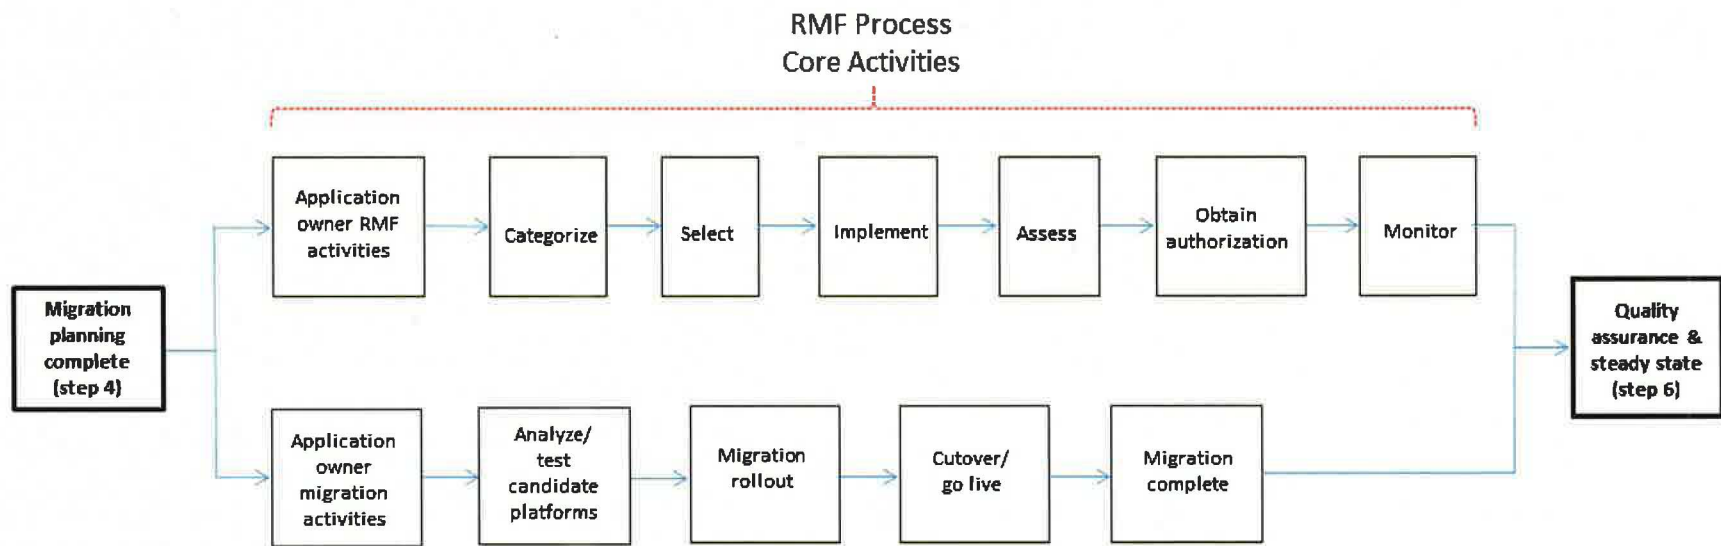 RMF Process
Core Activities
Application
owner RMF
activities
Categorize
Select
Implement
Assess
Obtain
authorization
Monitor
Migration
planning
complete
(step 4)
Quality
assurance &
steady state
(step 6)
Application
owner
migration
activities
Analyze/
test
candidate
platforms
Migration
rollout
Cutover/
go live
Migration
complete